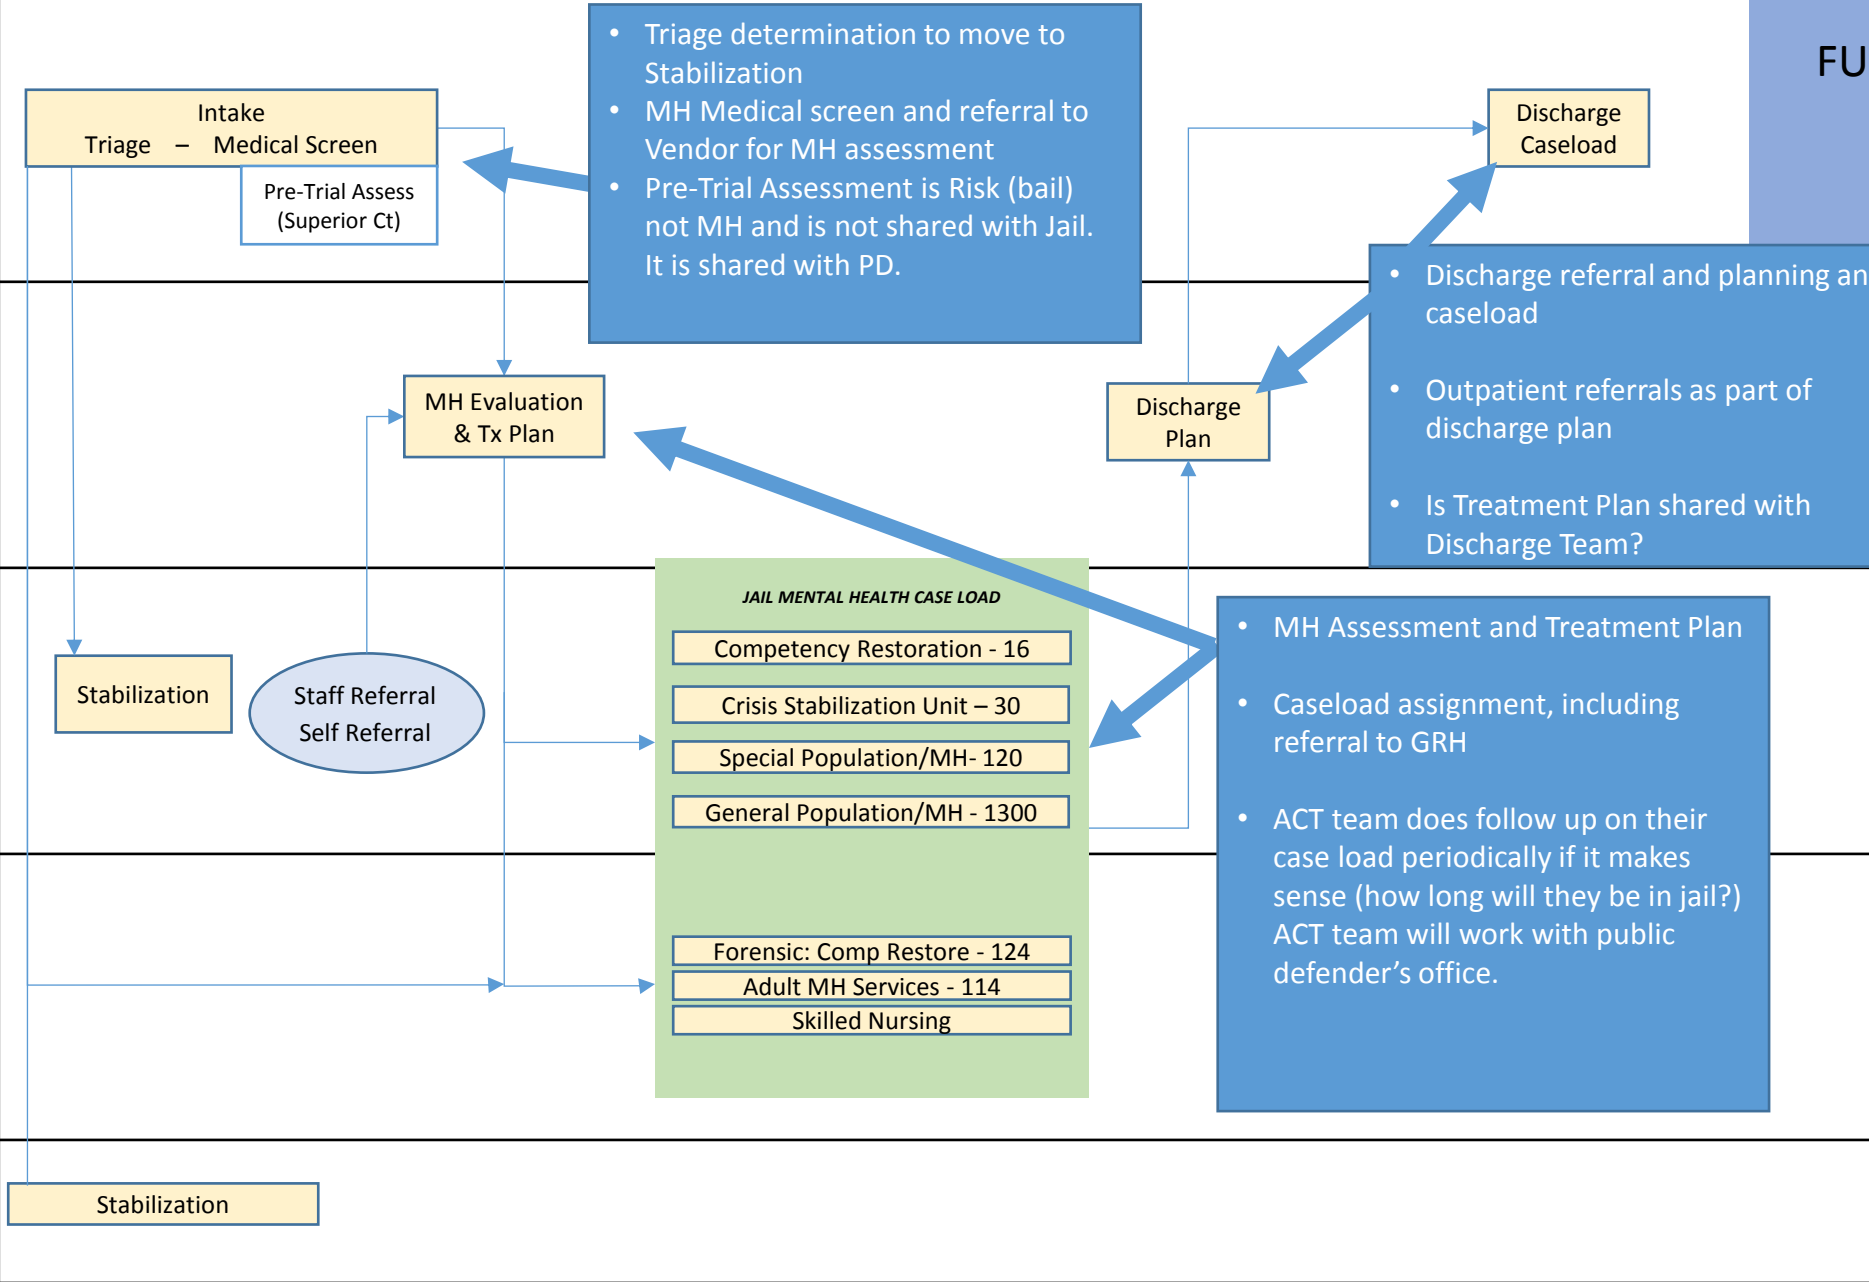 Intake
Triage – Medical Screen
Pre-Trial Assess
(Superior Ct)
• Triage determination to move to
Stabilization
• MH Medical screen and referral to
Vendor for MH assessment
• Pre-Trial Assessment is Risk (bail)
not MH and is not shared with Jail.
It is shared with PD.
Discharge
Caseload
FU
• Discharge referral and planning an
caseload
• Outpatient referrals as part of
discharge plan
• Is Treatment Plan shared with
Discharge Team?
MH Evaluation
& Tx Plan
Discharge
Plan
Stabilization
Staff Referral
Self Referral
JAIL MENTAL HEALTH CASE LOAD
Competency Restoration - 16
Crisis Stabilization Unit – 30
Special Population/MH- 120
General Population/MH - 1300
Forensic: Comp Restore - 124
Adult MH Services - 114
Skilled Nursing
• MH Assessment and Treatment Plan
• Caseload assignment, including
referral to GRH
• ACT team does follow up on their
case load periodically if it makes
sense (how long will they be in jail?)
ACT team will work with public
defender’s office.
Stabilization